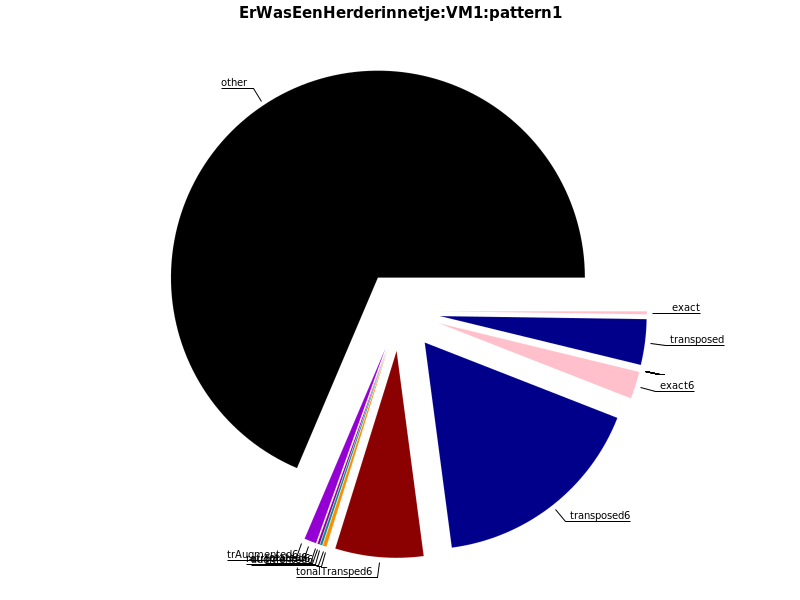 ErWasEenHerderinnetje:VM1:pattern1
other
exact
transposed
exact6
transposed6
trAugmented6
tonalTransped6